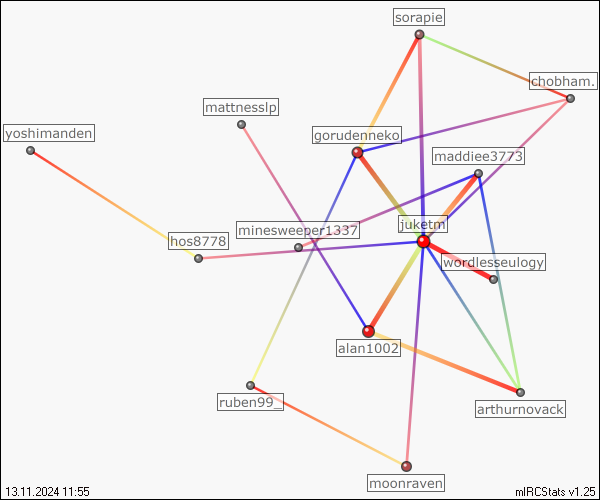 sorapie
chobham.
mattnesslp
yoshimanden
gorudenneko
maddiee3773
juketm
minesweeper1337
hos8778
wordlesseulogy
alan1002
ruben99_
arthurnovack
moonraven
13.11.2024 11:55
mIRCStats v1.25